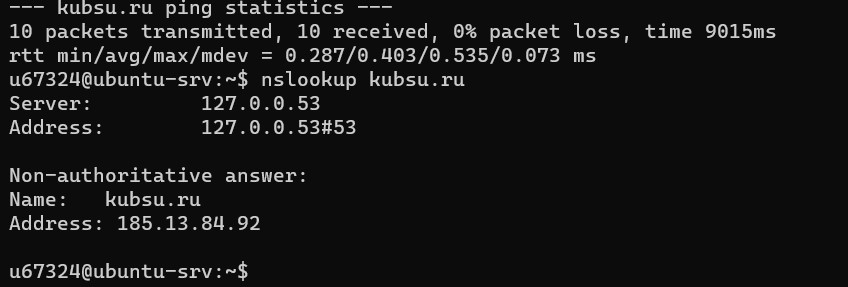 --- kubsu.ru ping statistics ---
10 packets transmitted, 10 received, 0% packet loss, time 9015ms
rtt min/avg/max/mdev = 0.287/0.403/0.535/0.073 ms
u67324@ubuntu-srv:~$ nslookup kubsu.ru
Server:         127.0.0.53
Address:        127.0.0.53#53

Non-authoritative answer:
Name:   kubsu.ru
Address: 185.13.84.92

u67324@ubuntu-srv:~$